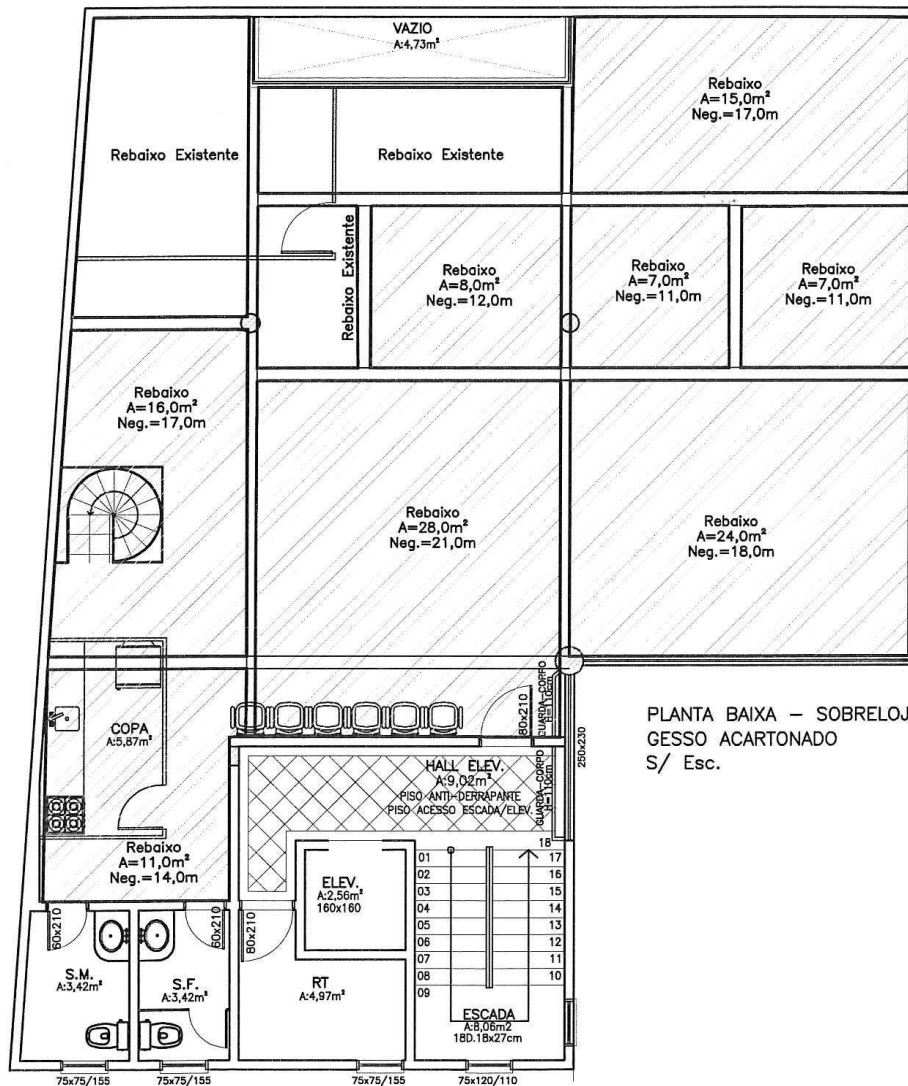 VAZIO
A:4,73m²
Rebaixo
A=15,0m²
Neg.=17,0m
Rebaixo Existente
Rebaixo Existente
Rebaixo Existente
Rebaixo
A=8,0m²
Neg.=12,0m
Rebaixo
A=7,0m²
Neg.=11,0m
Rebaixo
A=7,0m²
Neg.=11,0m
Rebaixo
A=16,0m²
Neg.=17,0m
Rebaixo
A=28,0m²
Neg.=21,0m
Rebaixo
A=24,0m²
Neg.=18,0m
COPA
A:5,87m²
80x210
GUARDA-CORPO
H=110cm
250x230
PLANTA BAIXA – SOBRELOJ
GESSO ACARTONADO
S/ Esc.
HALL ELEV.
A:9,02m²
PISO ANTI-DERRAPANTE
PISO ACESSO ESCADA/ELEV.
GUARDA-CORPO
H=110cm
Rebaixo
A=11,0m²
Neg.=14,0m
ELEV.
A:2,56m²
160x160
18
01 17
02 16
03 15
04 14
05 13
06 12
07 11
08 10
09
60x210
60x210
80x210
S.M.
A:3,42m²
S.F.
A:3,42m²
RT
A:4,97m²
ESCADA
A:8,06m2
18D.18x27cm
75x75/155
75x75/155
75x75/155
75x120/110